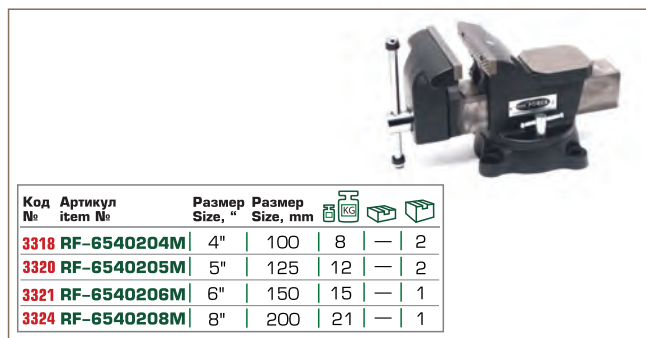 Код Артикул Размер Размер
№ item № Size, “ Size, mm KG
3318 RF-6540204M 4" 100 8 — 2
3320 RF-6540205M 5" 125 12 — 2
3321 RF-6540206M 6" 150 15 — 1
3324 RF-6540208M 8" 200 21 — 1